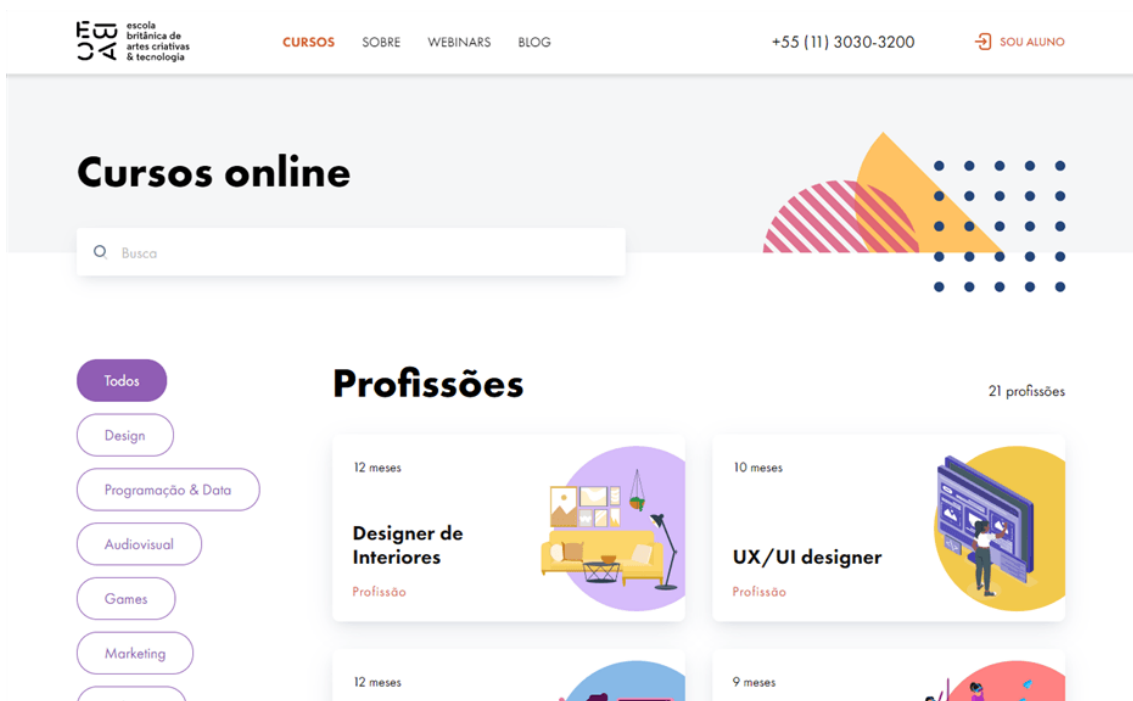 EBAC
escola
britânica de
artes criativas
& tecnologia
CURSOS
SOBRE
WEBINARS
BLOG
+55 (11) 3030-3200
SOU ALUNO
Cursos online
Busca
Todos
Design
Programação & Data
Audiovisual
Games
Marketing
Profissões
21 profissões
12 meses
Designer de
Interiores
Profissão
10 meses
UX/UI designer
Profissão
12 meses
9 meses